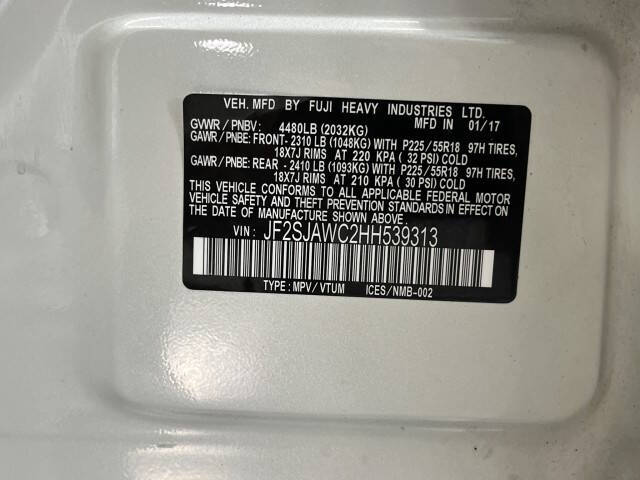 VEH. MFD BY FUJI HEAVY INDUSTRIES LTD.
GVWR / PNBV: 4480LB (2032KG) MFD IN 01/17
GAWR / PNBE: FRONT- 2310 LB (1048KG) WITH P225/55R18 97H TIRES,
18X7J RIMS AT 220 KPA ( 32 PSI) COLD
GAWR / PNBE: REAR - 2410 LB (1093KG) WITH P225/55R18 97H TIRES,
18X7J RIMS AT 210 KPA ( 30 PSI) COLD
THIS VEHICLE CONFORMS TO ALL APPLICABLE FEDERAL MOTOR
VEHICLE SAFETY AND THEFT PREVENTION STANDARDS IN EFFECT
ON THE DATE OF MANUFACTURE SHOWN ABOVE.
VIN: JF2SJAWC2HH539313
TYPE : MPV/VTUM ICES/NMB-002